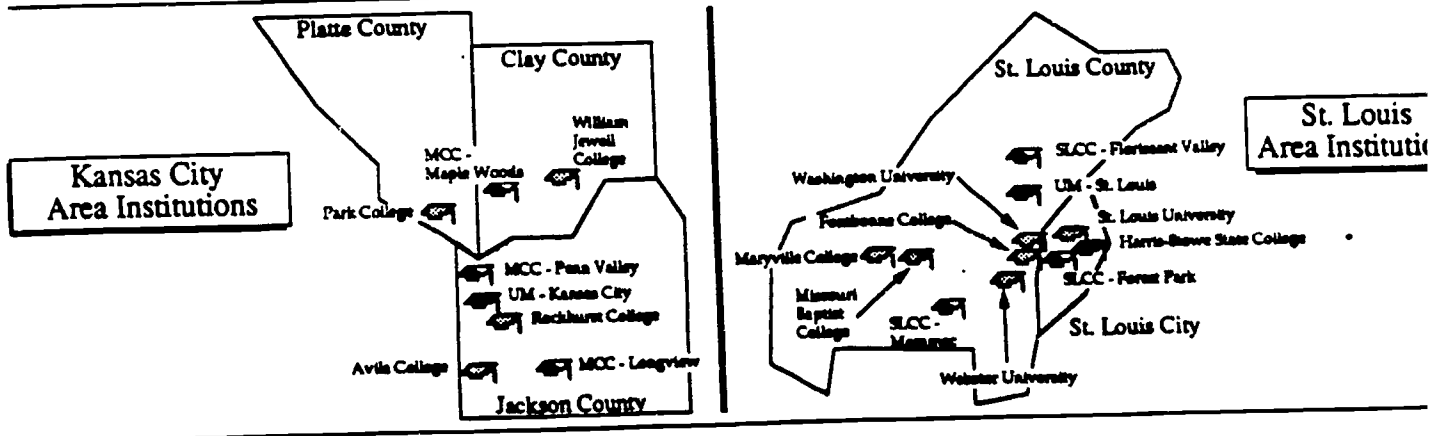 Platte County
Clay County
William
Jewell
College
MCC -
Maple Woods
Kansas City
Area Institutions
Park College
MCC - Penn Valley
UM - Kansas City
Rockhurst College
Avila College
MCC - Longview
Jackson County
St. Louis County
St. Louis
Area Instituti
SLCC - Florissant Valley
Washington University
UM - St. Louis
Fontbonne College
St. Louis University
Harris-Stowe State College
Maryville College
SLCC - Forest Park
Missouri
Baptist
College
SLCC -
Meramec
St. Louis City
Webster University